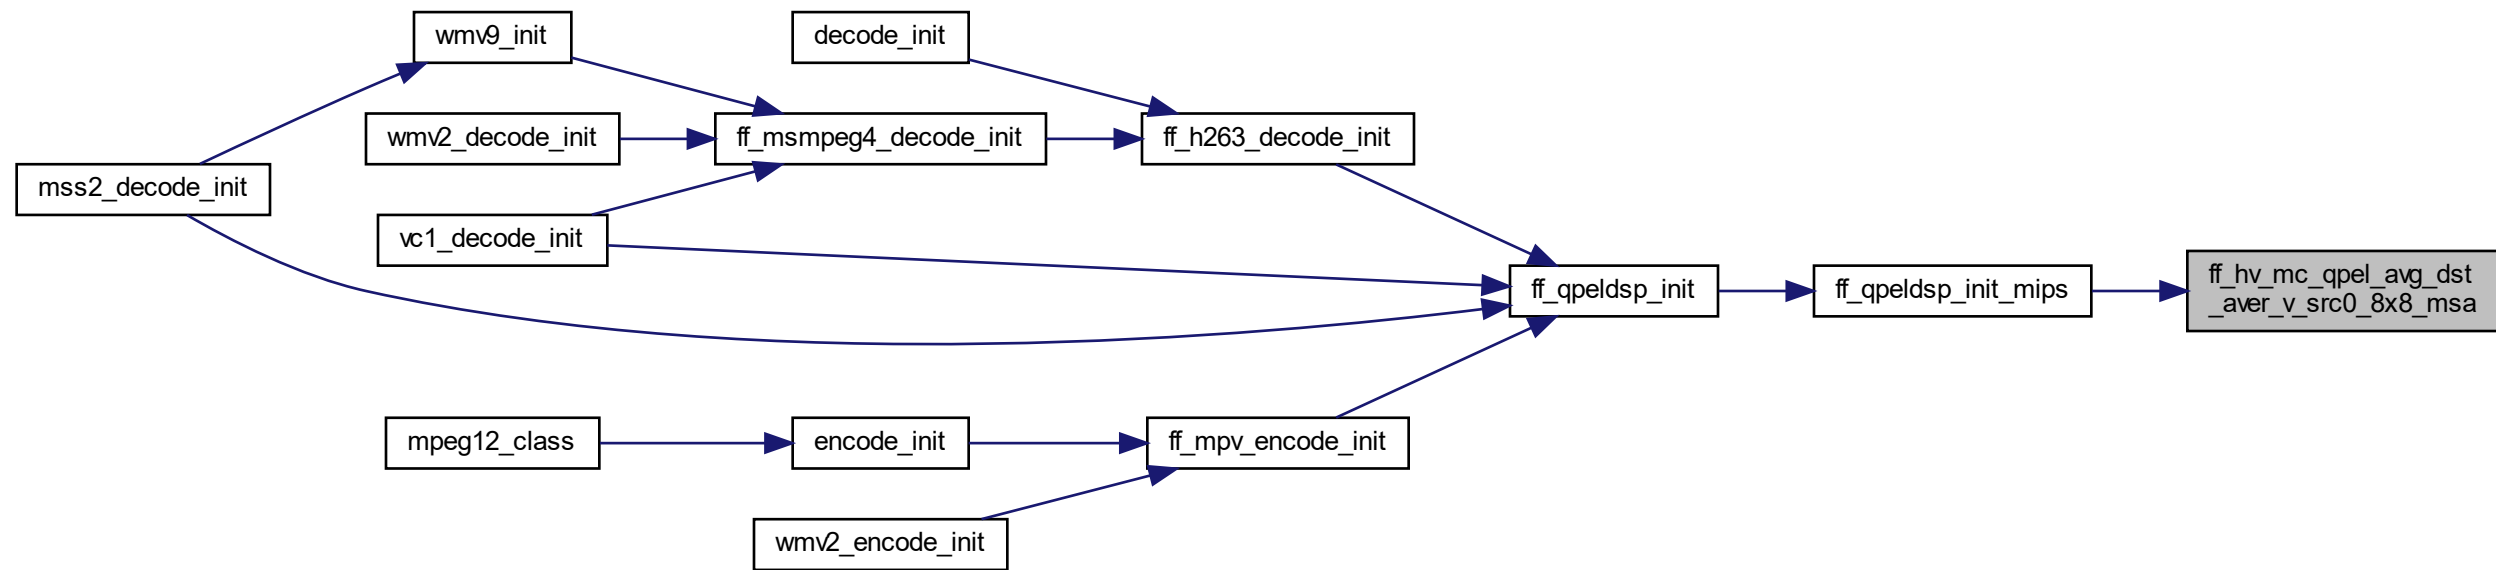 wmv9_init
decode_init
wmv2_decode_init
ff_msmpeg4_decode_init
ff_h263_decode_init
mss2_decode_init
vc1_decode_init
ff_qpeldsp_init
ff_qpeldsp_init_mips
ff_hv_mc_qpel_avg_dst
_aver_v_src0_8x8_msa
mpeg12_class
encode_init
ff_mpv_encode_init
wmv2_encode_init